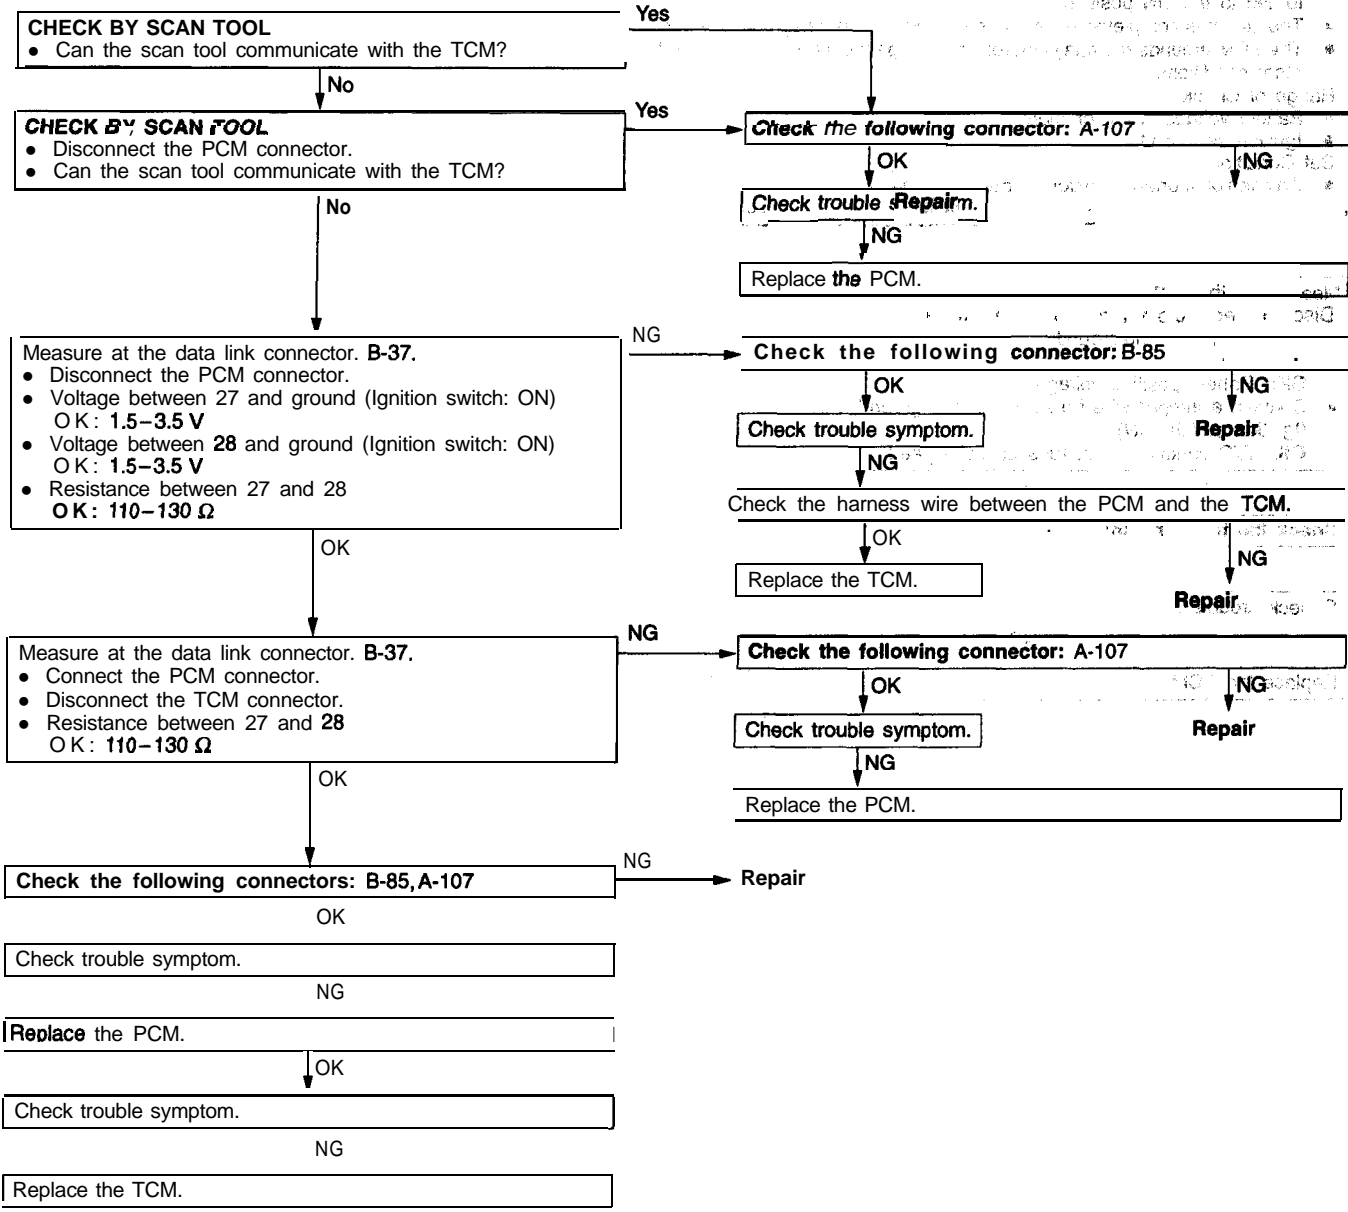 Yes
CHECK BY SCAN TOOL
• Can the scan tool communicate with the TCM?
No
Yes
CHECK BY SCAN TOOL
• Disconnect the PCM connector.
• Can the scan tool communicate with the TCM?
Check the following connector: A-107
OK
NG
Check trouble symptom.
Repair
No
NG
Replace the PCM.
NG
Measure at the data link connector. B-37.
• Disconnect the PCM connector.
• Voltage between 27 and ground (Ignition switch: ON)
OK: 1.5–3.5 V
• Voltage between 28 and ground (Ignition switch: ON)
OK: 1.5–3.5 V
• Resistance between 27 and 28
OK: 110–130 Ω
Check the following connector: B-85
OK
NG
Check trouble symptom.
Repair
NG
Check the harness wire between the PCM and the TCM.
OK
NG
Replace the TCM.
Repair
OK
NG
Measure at the data link connector. B-37.
• Connect the PCM connector.
• Disconnect the TCM connector.
• Resistance between 27 and 28
OK: 110–130 Ω
Check the following connector: A-107
OK
NG
Check trouble symptom.
Repair
NG
Replace the PCM.
OK
NG
Check the following connectors: B-85, A-107
Repair
OK
Check trouble symptom.
NG
Replace the PCM.
OK
Check trouble symptom.
NG
Replace the TCM.